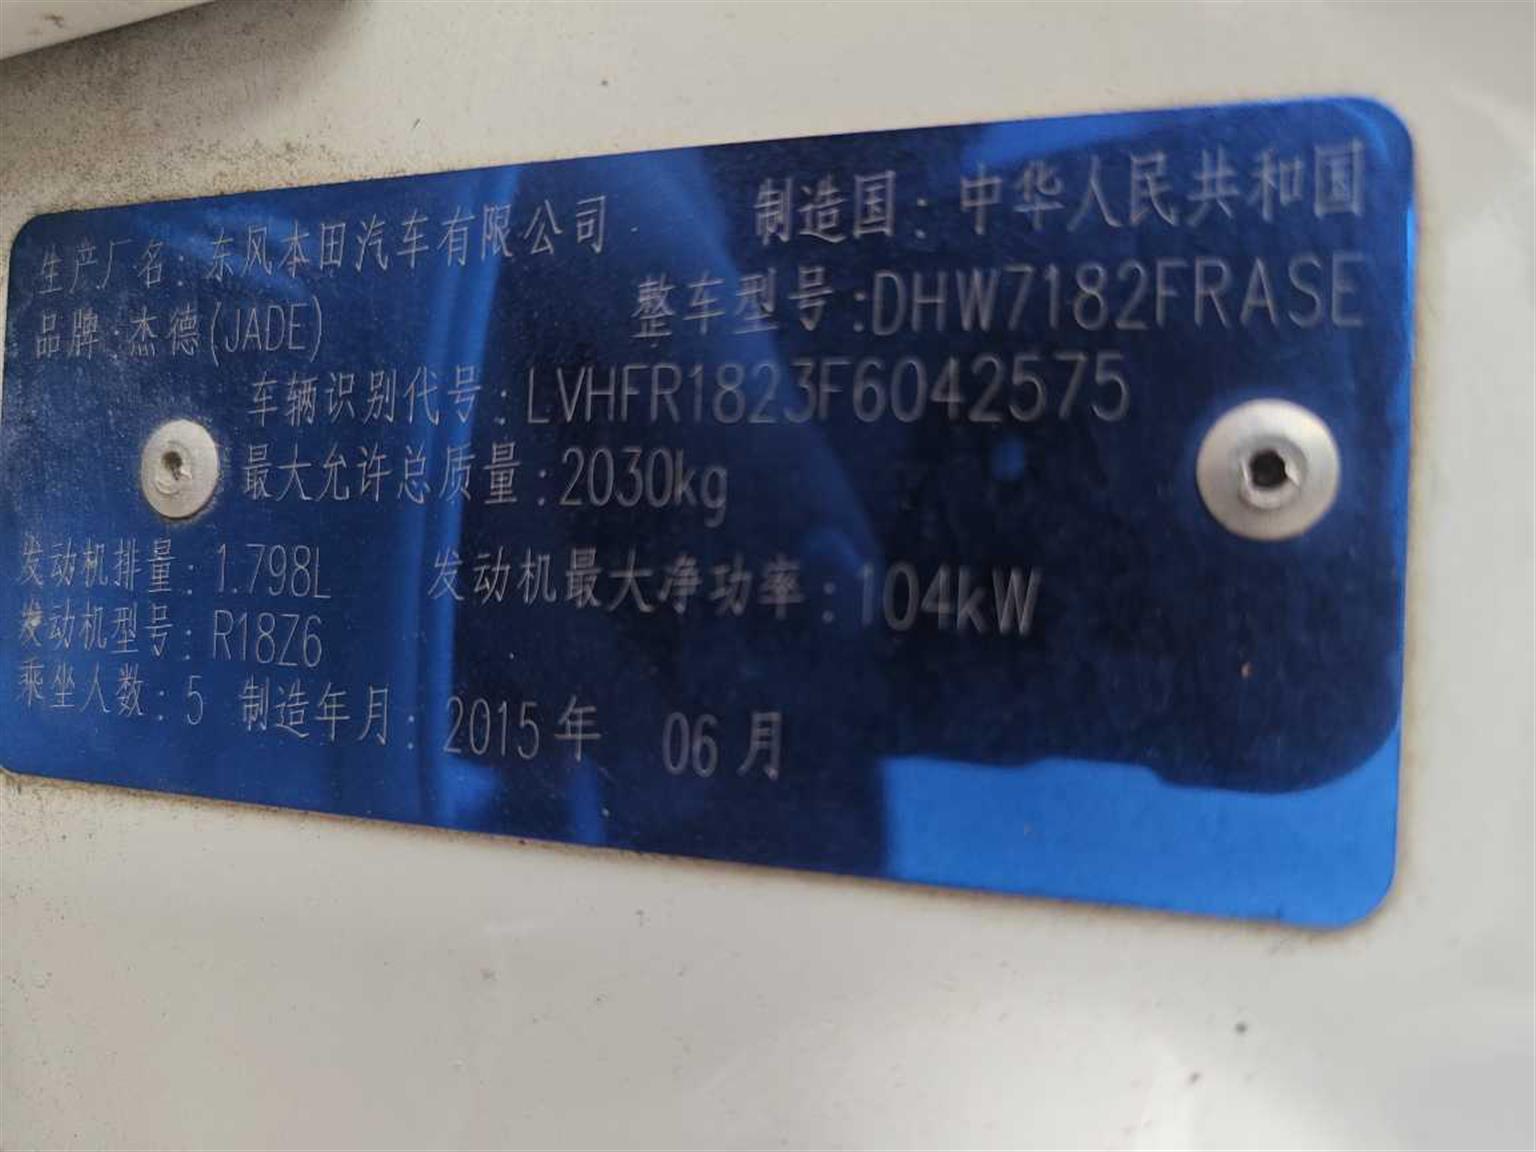 生产厂名：东风本田汽车有限公司 制造国：中华人民共和国
品牌：杰德(JADE) 整车型号：DHW7182FRASE
车辆识别代号：LVHFR1823F6042575
最大允许总质量：2030kg
发动机排量：1.798L 发动机最大净功率：104kW
发动机型号：R18Z6
乘坐人数：5 制造年月：2015年 06月